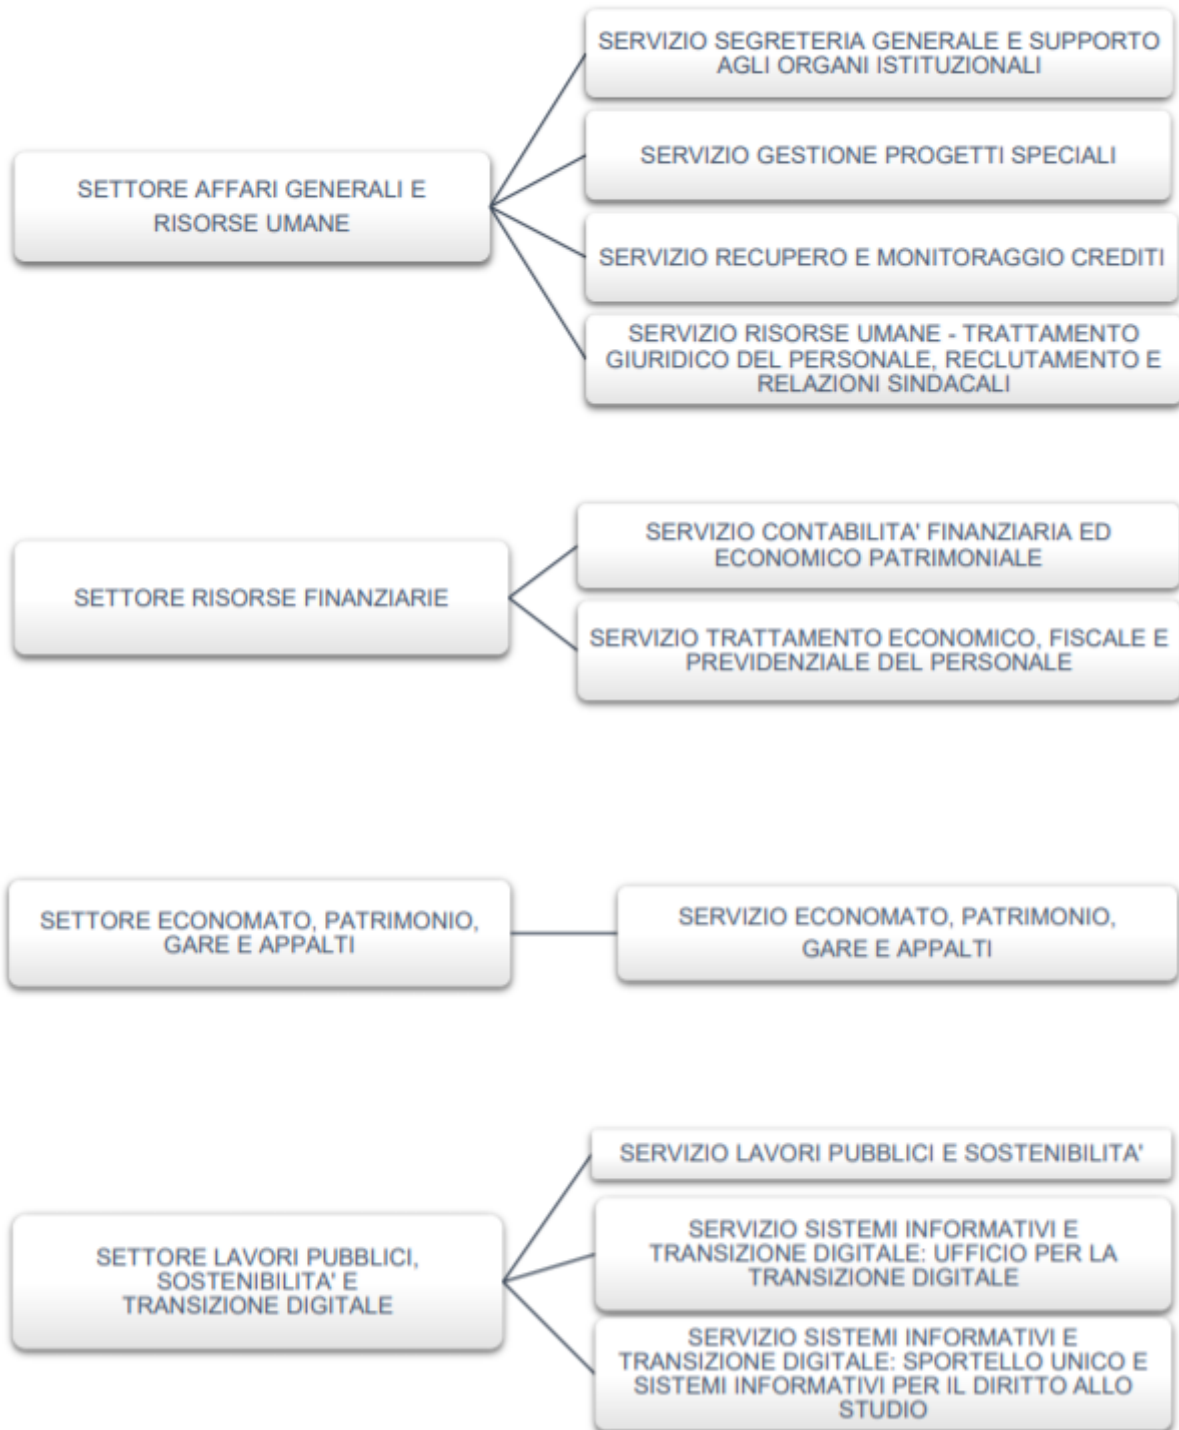 SERVIZIO SEGRETERIA GENERALE E SUPPORTO
AGLI ORGANI ISTITUZIONALI
SERVIZIO GESTIONE PROGETTI SPECIALI
SETTORE AFFARI GENERALI E
RISORSE UMANE
SERVIZIO RECUPERO E MONITORAGGIO CREDITI
SERVIZIO RISORSE UMANE - TRATTAMENTO
GIURIDICO DEL PERSONALE, RECLUTAMENTO E
RELAZIONI SINDACALI
SETTORE RISORSE FINANZIARIE
SERVIZIO CONTABILITA' FINANZIARIA ED
ECONOMICO PATRIMONIALE
SERVIZIO TRATTAMENTO ECONOMICO, FISCALE E
PREVIDENZIALE DEL PERSONALE
SETTORE ECONOMATO, PATRIMONIO,
GARE E APPALTI
SERVIZIO ECONOMATO, PATRIMONIO,
GARE E APPALTI
SETTORE LAVORI PUBBLICI,
SOSTENIBILITA' E
TRANSIZIONE DIGITALE
SERVIZIO LAVORI PUBBLICI E SOSTENIBILITA'
SERVIZIO SISTEMI INFORMATIVI E
TRANSIZIONE DIGITALE: UFFICIO PER LA
TRANSIZIONE DIGITALE
SERVIZIO SISTEMI INFORMATIVI E
TRANSIZIONE DIGITALE: SPORTELLO UNICO E
SISTEMI INFORMATIVI PER IL DIRITTO ALLO
STUDIO